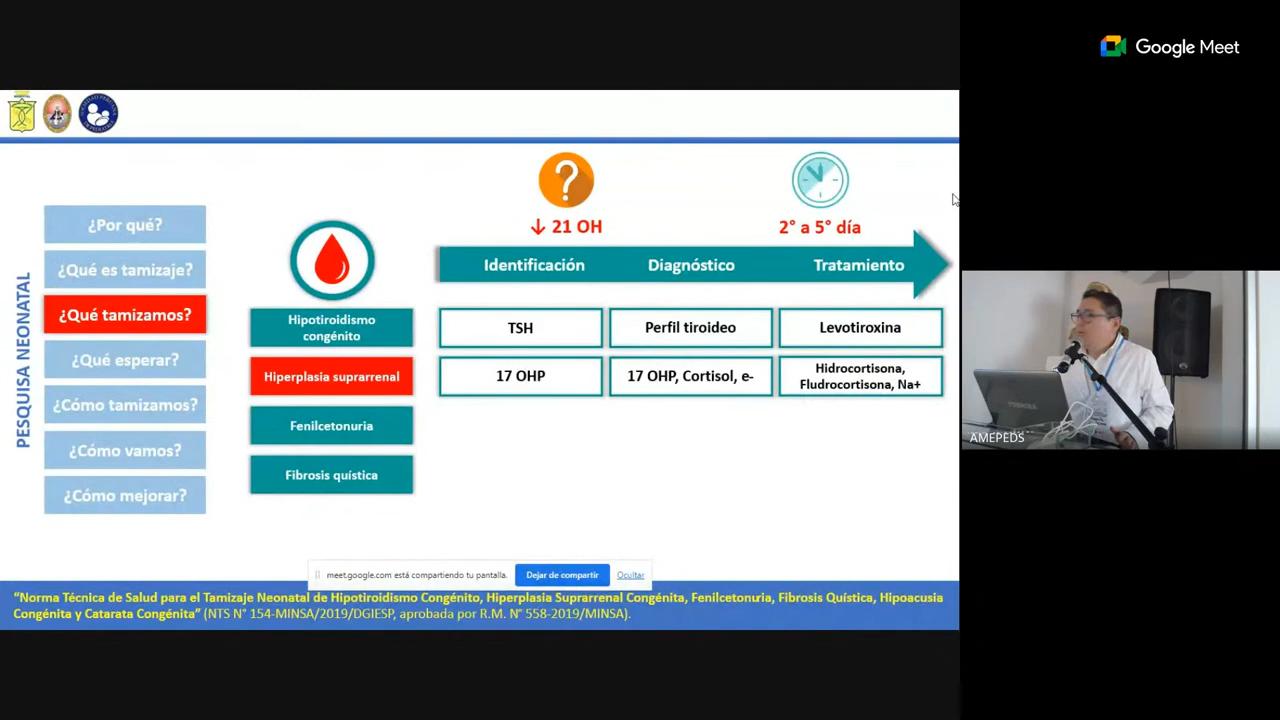 Google Meet
PESQUISA NEONATAL
¿Por qué?
¿Qué es tamizaje?
¿Qué tamizamos?
¿Qué esperar?
¿Cómo tamizamos?
¿Cómo vamos?
¿Cómo mejorar?
?
↓ 21 OH
2° a 5° día
Identificación
Diagnóstico
Tratamiento
Hipotiroidismo
congénito
TSH
Perfil tiroideo
Levotiroxina
Hiperplasia suprarrenal
17 OHP
17 OHP, Cortisol, e-
Hidrocortisona,
Fludrocortisona, Na+
Fenilcetonuria
Fibrosis quística
meet.google.com está compartiendo tu pantalla.
Dejar de compartir
Ocultar
"Norma Técnica de Salud para el Tamizaje Neonatal de Hipotiroidismo Congénito, Hiperplasia Suprarrenal Congénita, Fenilcetonuria, Fibrosis Quística, Hipoacusia
Congénita y Catarata Congénita" (NTS N° 154-MINSA/2019/DGIESP, aprobada por R.M. N° 558-2019/MINSA).
AMEPEDS